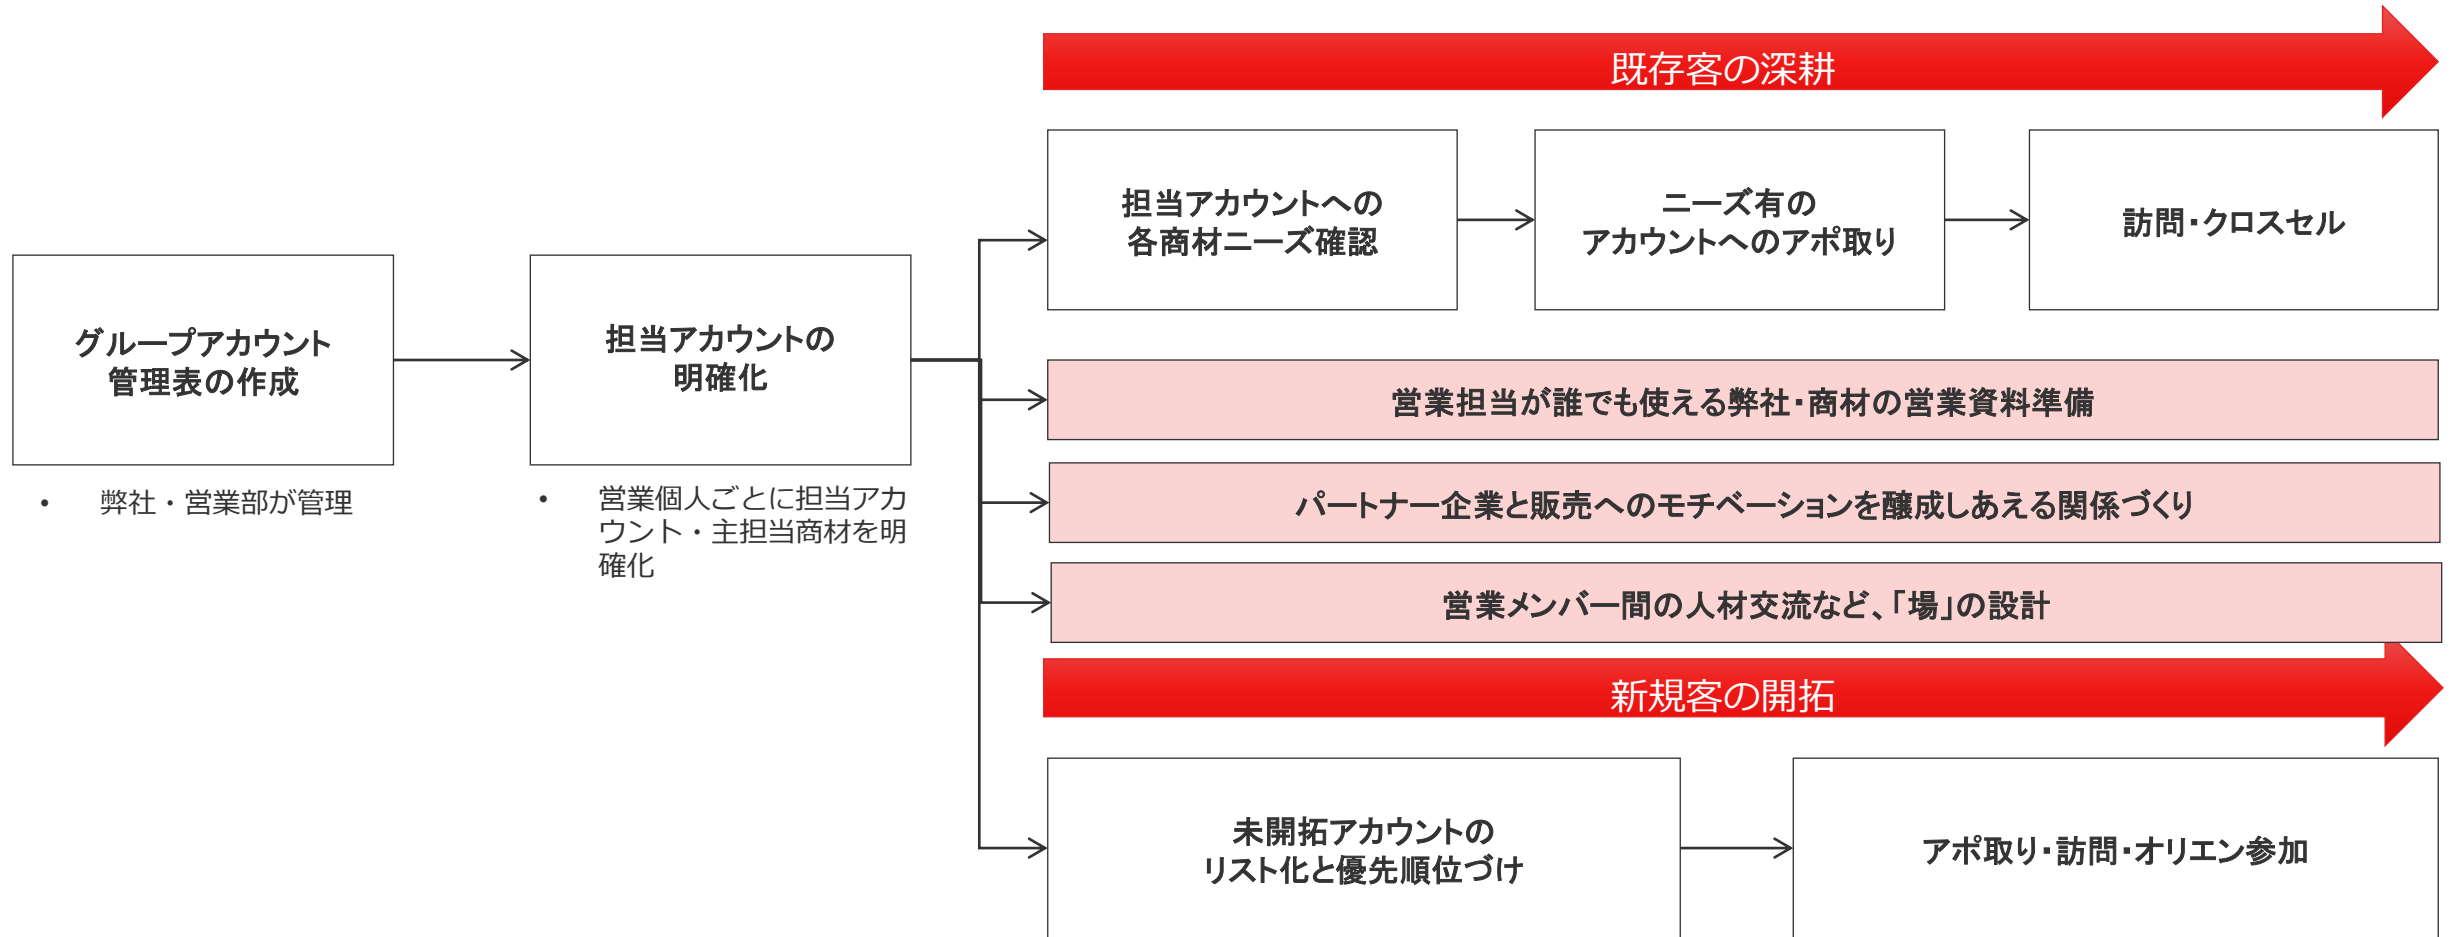 既存客の深耕
担当アカウントへの
各商材ニーズ確認
ニーズ有の
アカウントへのアポ取り
訪問・クロスセル
グループアカウント
管理表の作成
• 弊社・営業部が管理
担当アカウントの
明確化
• 営業個人ごとに担当アカ
ウント・主担当商材を明
確化
営業担当が誰でも使える弊社・商材の営業資料準備
パートナー企業と販売へのモチベーションを醸成しあえる関係づくり
営業メンバー間の人材交流など、「場」の設計
新規客の開拓
未開拓アカウントの
リスト化と優先順位づけ
アポ取り・訪問・オリエン参加